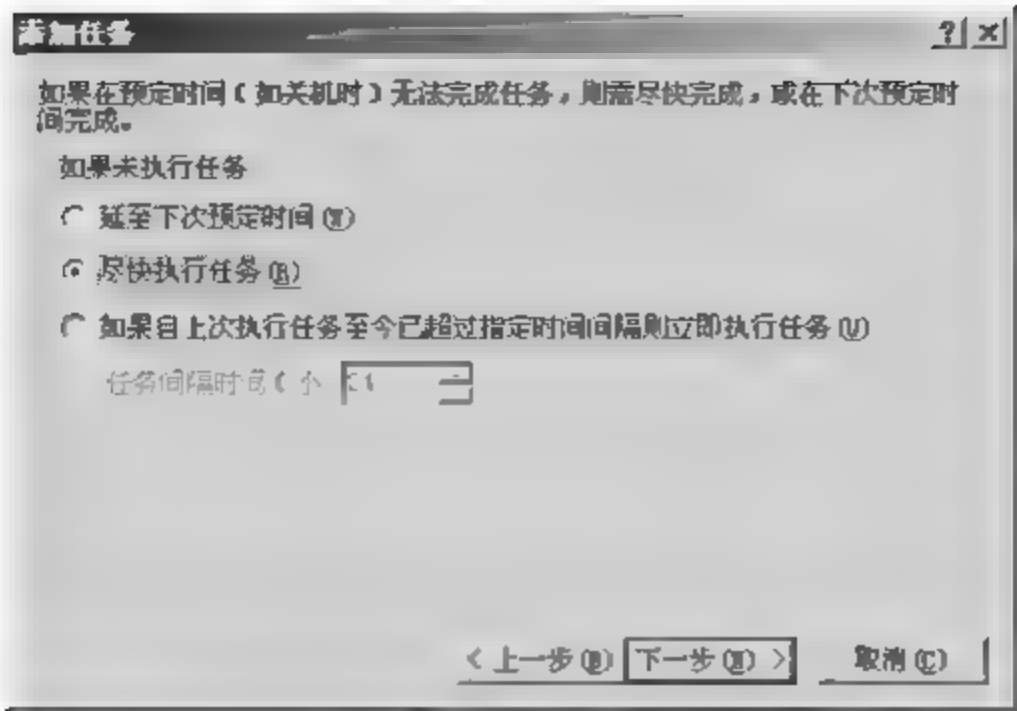 添加任务
如果在预定时间(如关机时)无法完成任务,则需尽快完成,或在下次预定时
间完成。
如果未执行任务
延至下次预定时间(W)
尽快执行任务(R)
如果自上次执行任务至今已超过指定时间间隔则立即执行任务(V)
任务间隔时间(小
<上一步(B)
下一步(N)>
取消(C)